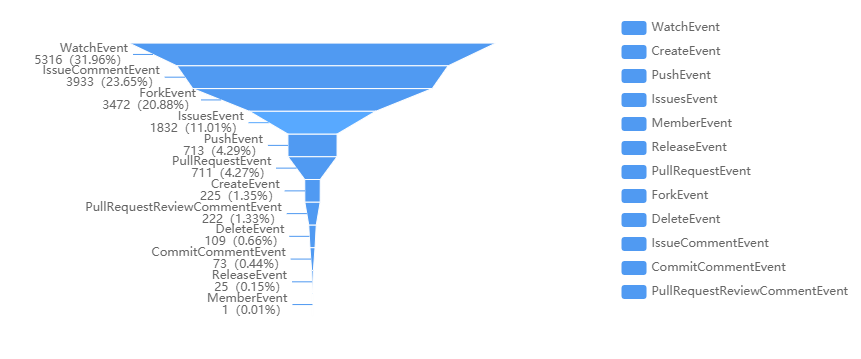 WatchEvent
5316 (31.96%)
IssueCommentEvent
3933 (23.65%)
ForkEvent
3472 (20.88%)
IssuesEvent
1832 (11.01%)
PushEvent
713 (4.29%)
PullRequestEvent
711 (4.27%)
CreateEvent
225 (1.35%)
PullRequestReviewCommentEvent
222 (1.33%)
DeleteEvent
109 (0.66%)
CommitCommentEvent
73 (0.44%)
ReleaseEvent
25 (0.15%)
MemberEvent
1 (0.01%)
WatchEvent
CreateEvent
PushEvent
IssuesEvent
MemberEvent
ReleaseEvent
PullRequestEvent
ForkEvent
DeleteEvent
IssueCommentEvent
CommitCommentEvent
PullRequestReviewCommentEvent